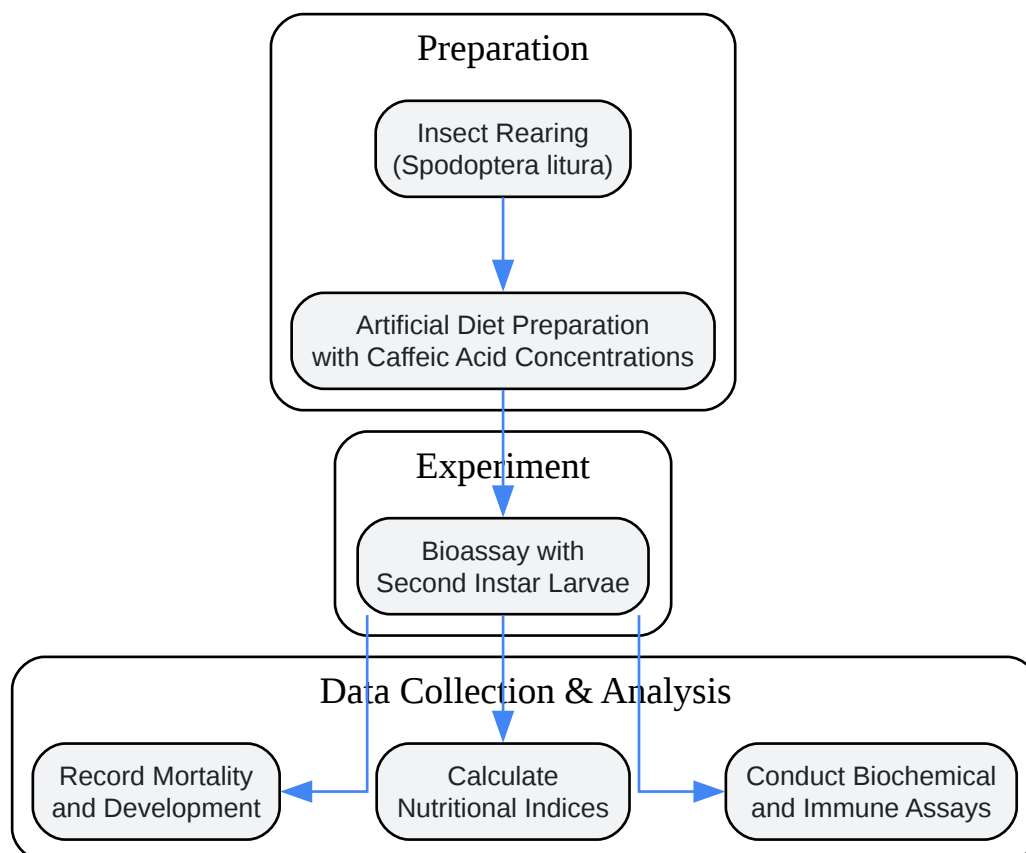 Preparation
Insect Rearing
(Spodoptera litura)
Artificial Diet Preparation
with Caffeic Acid Concentrations
Experiment
Bioassay with
Second Instar Larvae
Data Collection & Analysis
Record Mortality
and Development
Calculate
Nutritional Indices
Conduct Biochemical
and Immune Assays